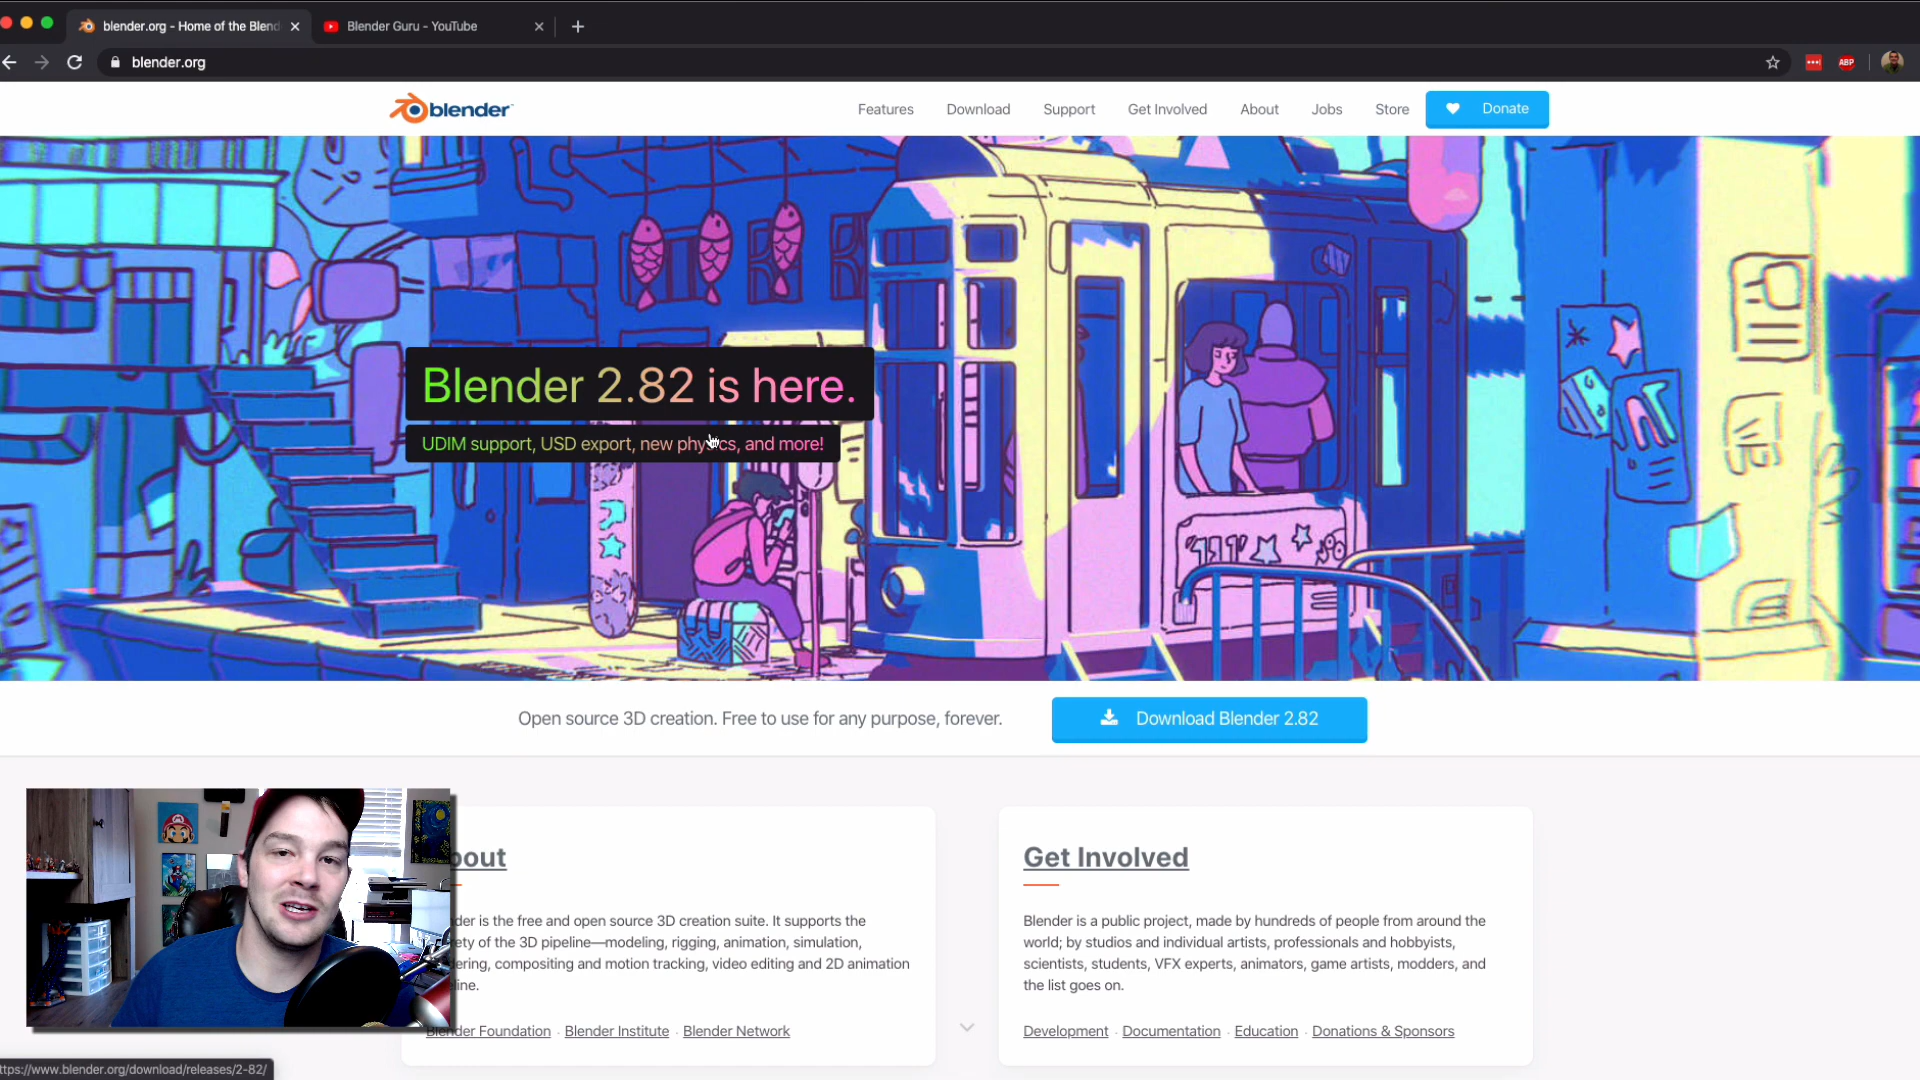 blender.org - Home of the Blend
Blender Guru - YouTube
blender.org
ABP
blender
Features
Download
Support
Get Involved
About
Jobs
Store
Donate
Blender 2.82 is here.
UDIM support, USD export, new physics, and more!
Open source 3D creation. Free to use for any purpose, forever.
Download Blender 2.82
bout
der is the free and open source 3D creation suite. It supports the
ety of the 3D pipeline—modeling, rigging, animation, simulation,
ering, compositing and motion tracking, video editing and 2D animation
line.
Blender Foundation · Blender Institute · Blender Network
Get Involved
Blender is a public project, made by hundreds of people from around the
world; by studios and individual artists, professionals and hobbyists,
scientists, students, VFX experts, animators, game artists, modders, and
the list goes on.
Development · Documentation · Education · Donations & Sponsors
ttps://www.blender.org/download/releases/2-82/